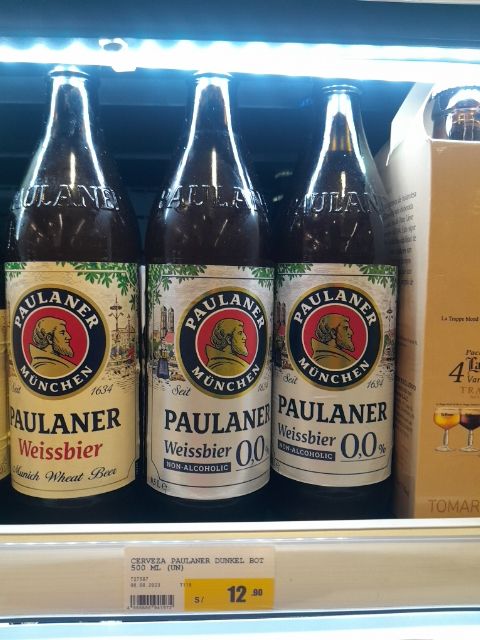 PAULANER
PAULANER
PAULANER
PAULANER
MÜNCHEN
Seit 1634
PAULANER
Weissbier
Munich Wheat Beer
PAULANER
MÜNCHEN
Seit 1634
PAULANER
Weissbier 0,0%
NON-ALCOHOLIC
PAULANER
MÜNCHEN
Seit 1634
PAULANER
Weissbier 0,0%
NON-ALCOHOLIC
La Trappe blond
4
TOMAR
CERVEZA PAULANER DUNKEL BOT
500 ML (UN)
S/ 12.90